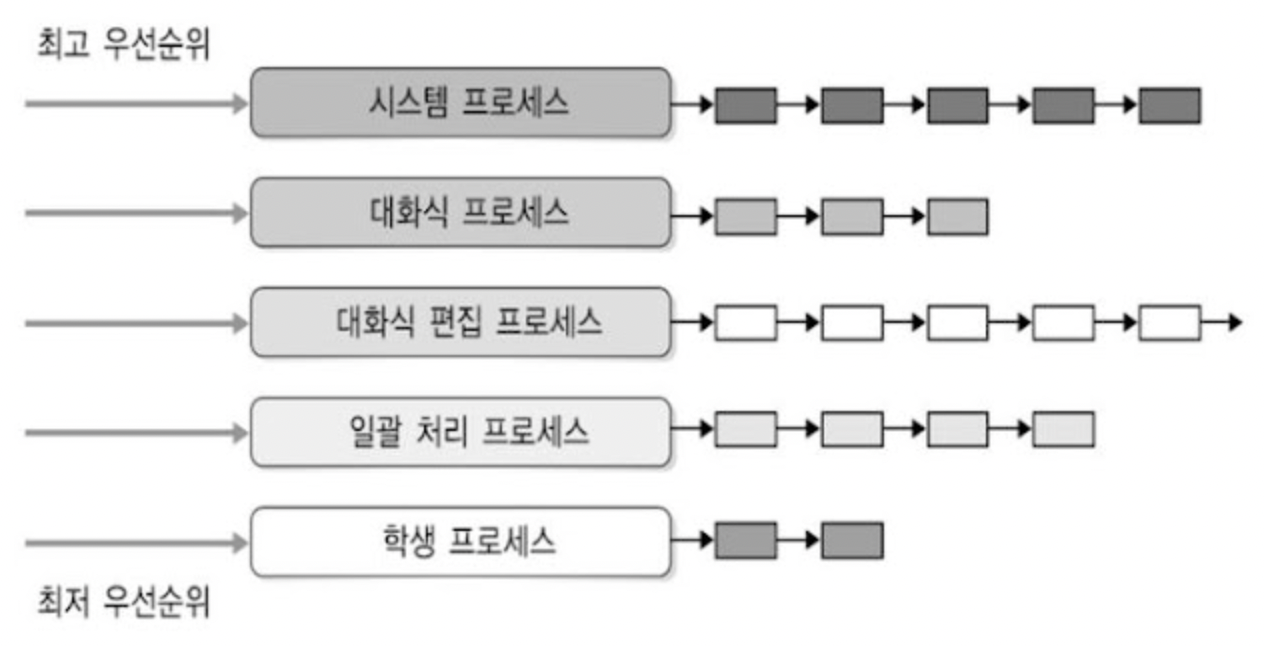 최고 우선순위
시스템 프로세스
대화식 프로세스
대화식 편집 프로세스
일괄 처리 프로세스
학생 프로세스
최저 우선순위